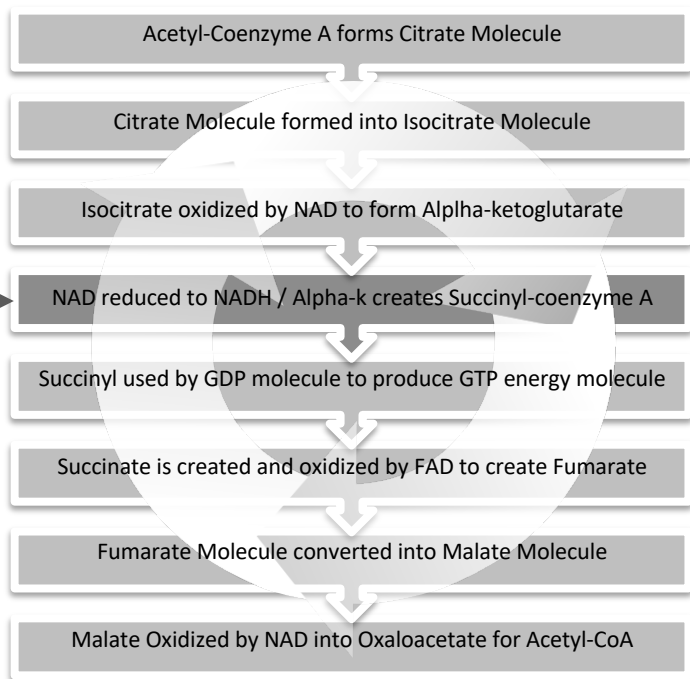 Acetyl-Coenzyme A forms Citrate Molecule
Citrate Molecule formed into Isocitrate Molecule
Isocitrate oxidized by NAD to form Alplha-ketoglutarate
NAD reduced to NADH / Alpha-k creates Succinyl-coenzyme A
Succinyl used by GDP molecule to produce GTP energy molecule
Succinate is created and oxidized by FAD to create Fumarate
Fumarate Molecule converted into Malate Molecule
Malate Oxidized by NAD into Oxaloacetate for Acetyl-CoA